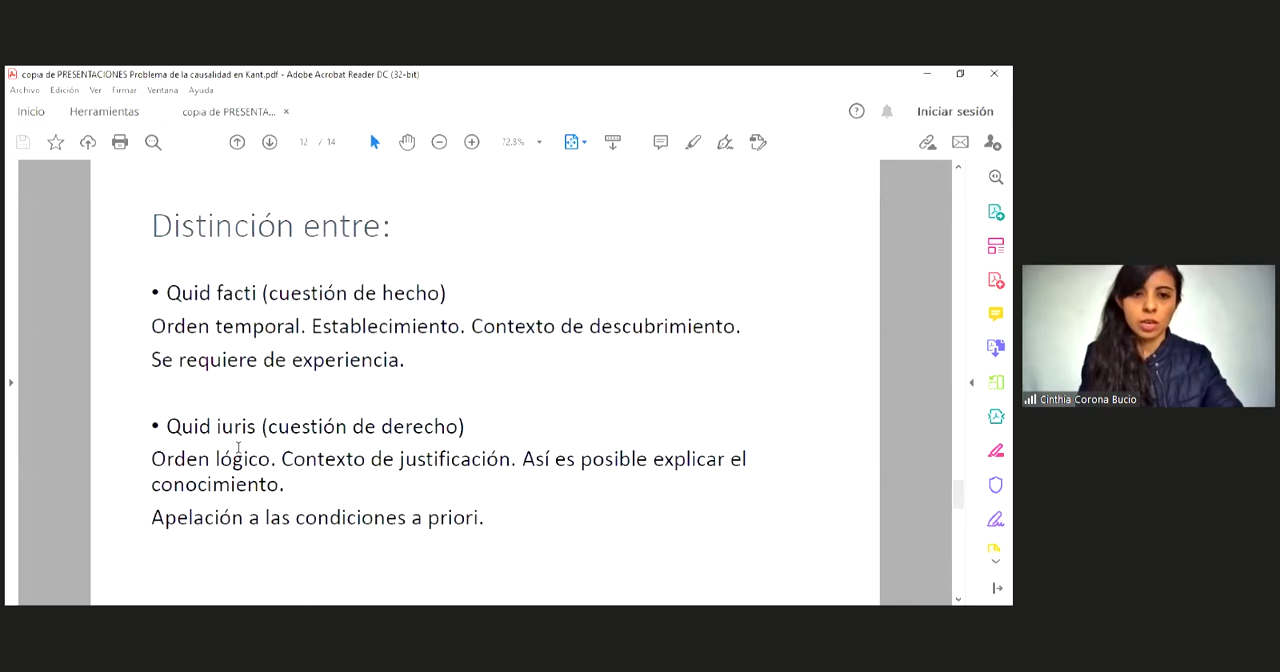 copia de PRESENTACIONES Problema de la causalidad en Kant.pdf - Adobe Acrobat Reader DC (32-bit)
Archivo Edición Ver Firmar Ventana Ayuda
Inicio Herramientas copia de PRESENTA... × Iniciar sesión
12 / 14 72.8%
Distinción entre:
• Quid facti (cuestión de hecho)
Orden temporal. Establecimiento. Contexto de descubrimiento.
Se requiere de experiencia.
• Quid iuris (cuestión de derecho)
Orden lógico. Contexto de justificación. Así es posible explicar el
conocimiento.
Apelación a las condiciones a priori.
Cinthia Corona Bucio